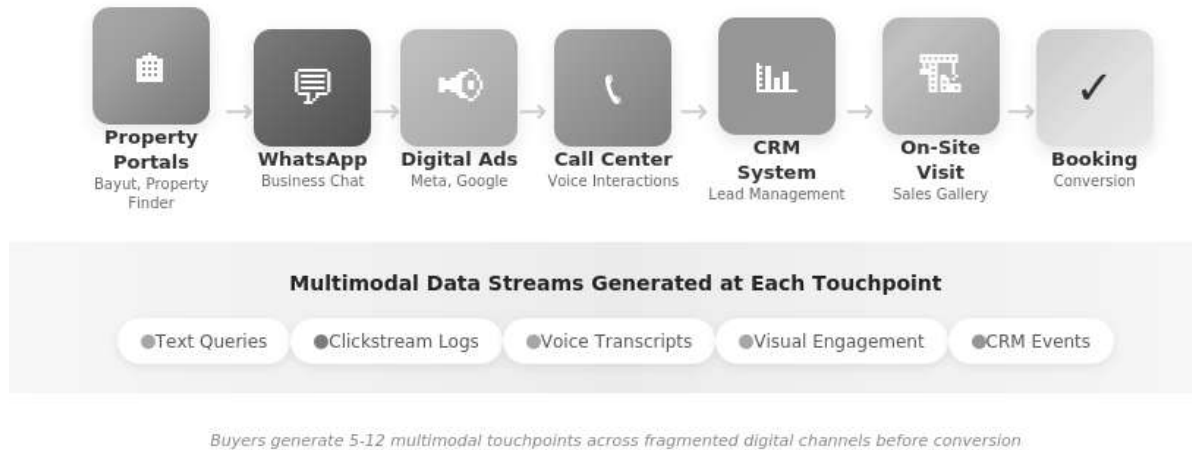 Property
Portals
Bayut, Property
Finder
WhatsApp
Business Chat
Digital Ads
Meta, Google
Call Center
Voice Interactions
CRM
System
Lead Management
On-Site
Visit
Sales Gallery
Booking
Conversion
Multimodal Data Streams Generated at Each Touchpoint
Text Queries
Clickstream Logs
Voice Transcripts
Visual Engagement
CRM Events
Buyers generate 5-12 multimodal touchpoints across fragmented digital channels before conversion